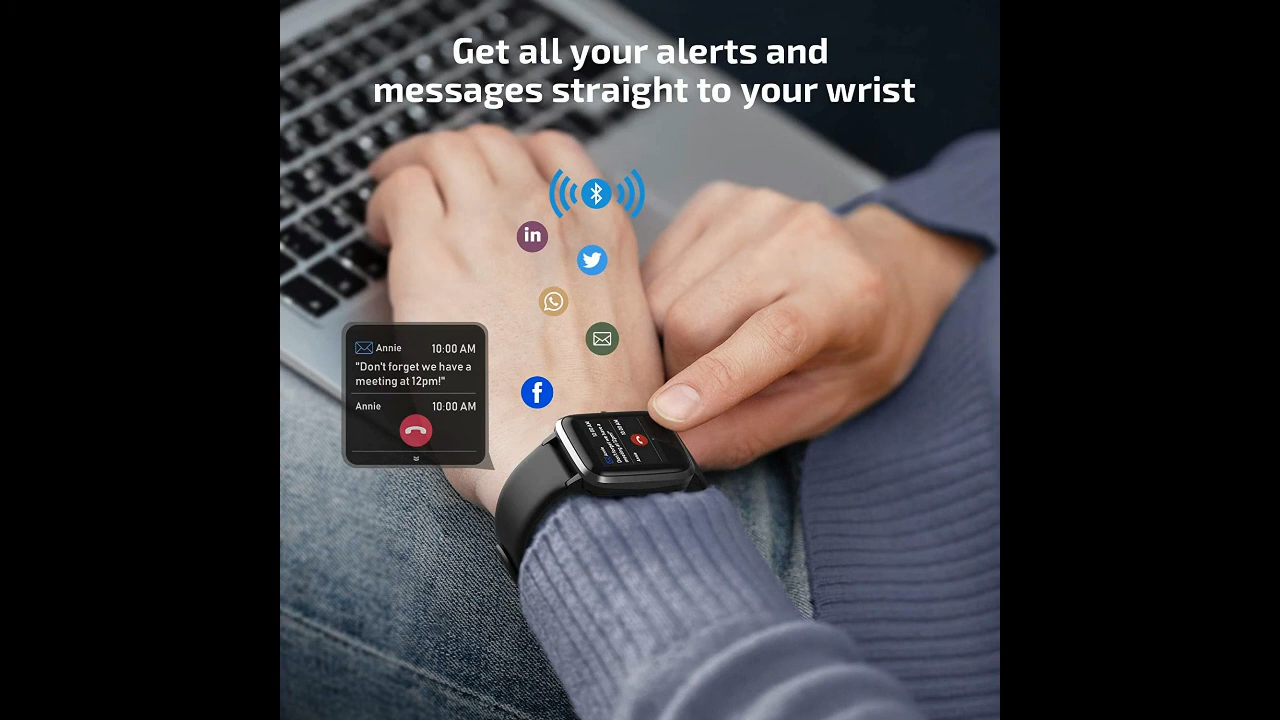 Get all your alerts and
messages straight to your wrist
in
f
Annie 10:00 AM
"Don't forget we have a
meeting at 12pm!"
Annie 10:00 AM